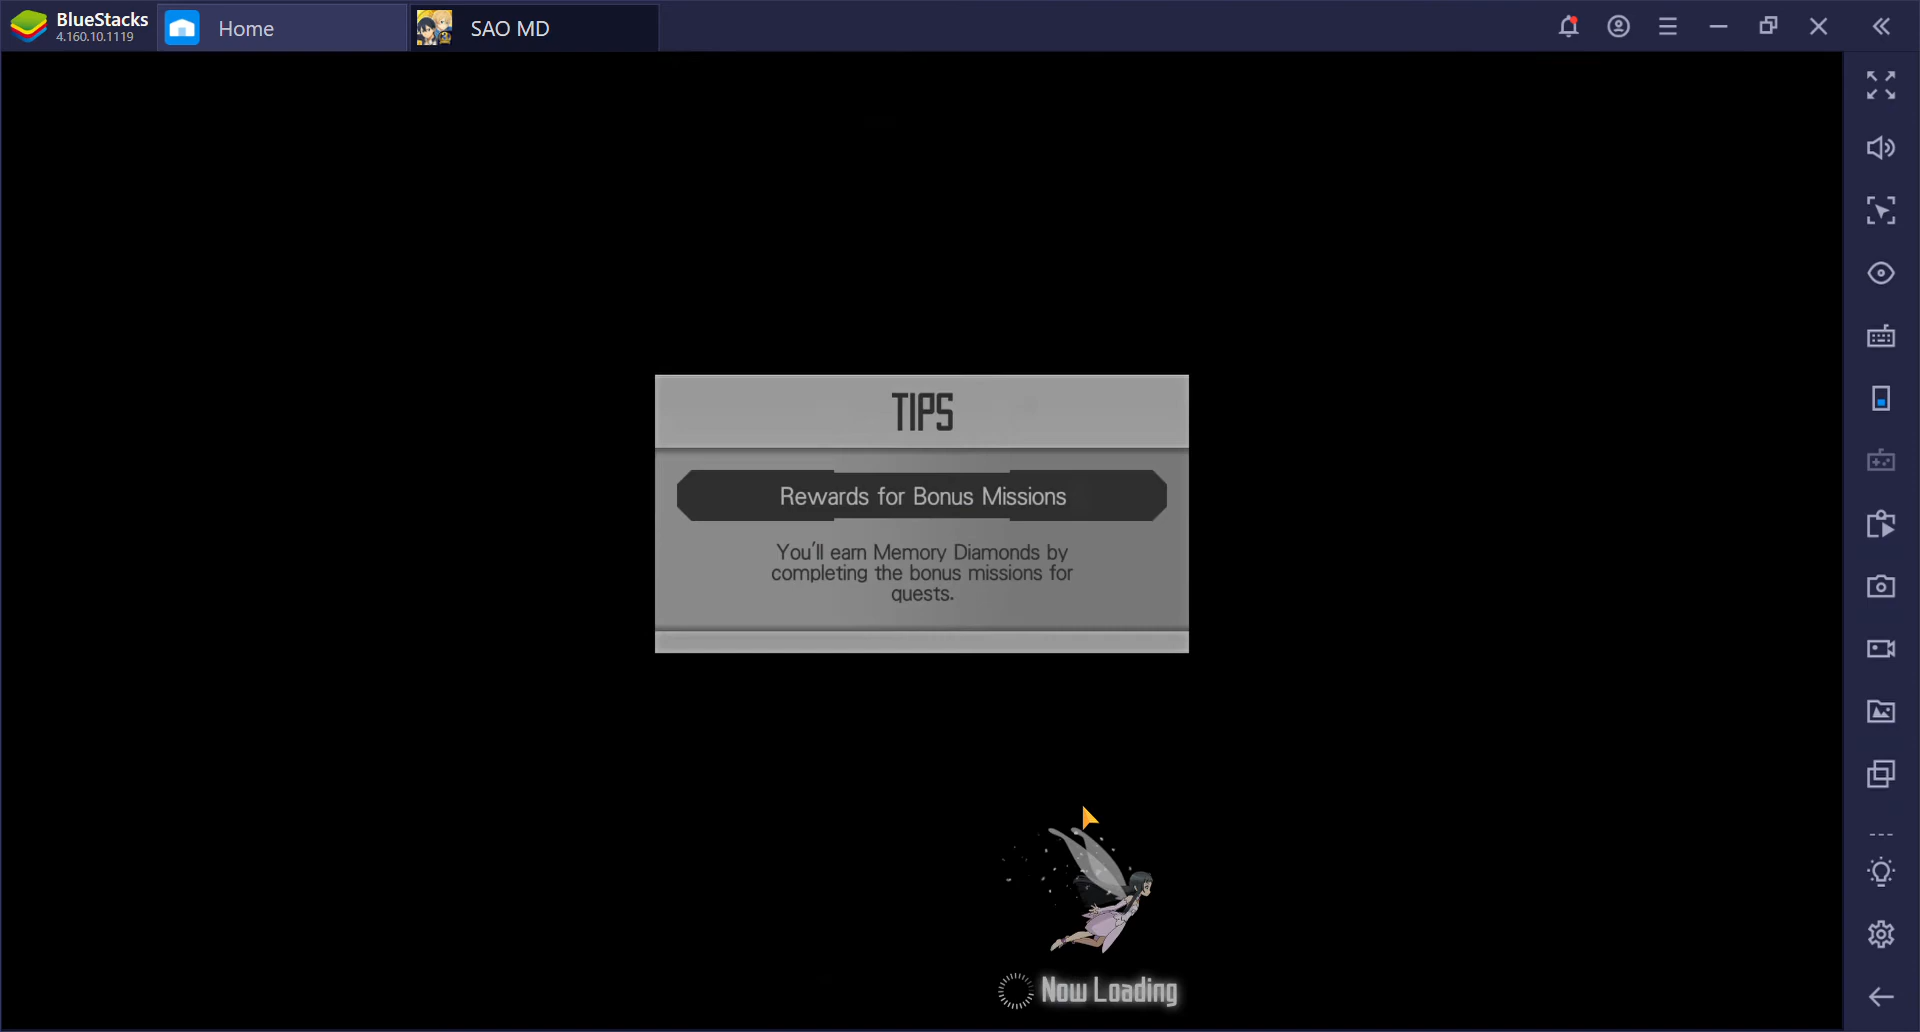 BlueStacks
4.160.10.1119
Home
SAO MD
TIPS
Rewards for Bonus Missions
You'll earn Memory Diamonds by
completing the bonus missions for
quests.
Now Loading